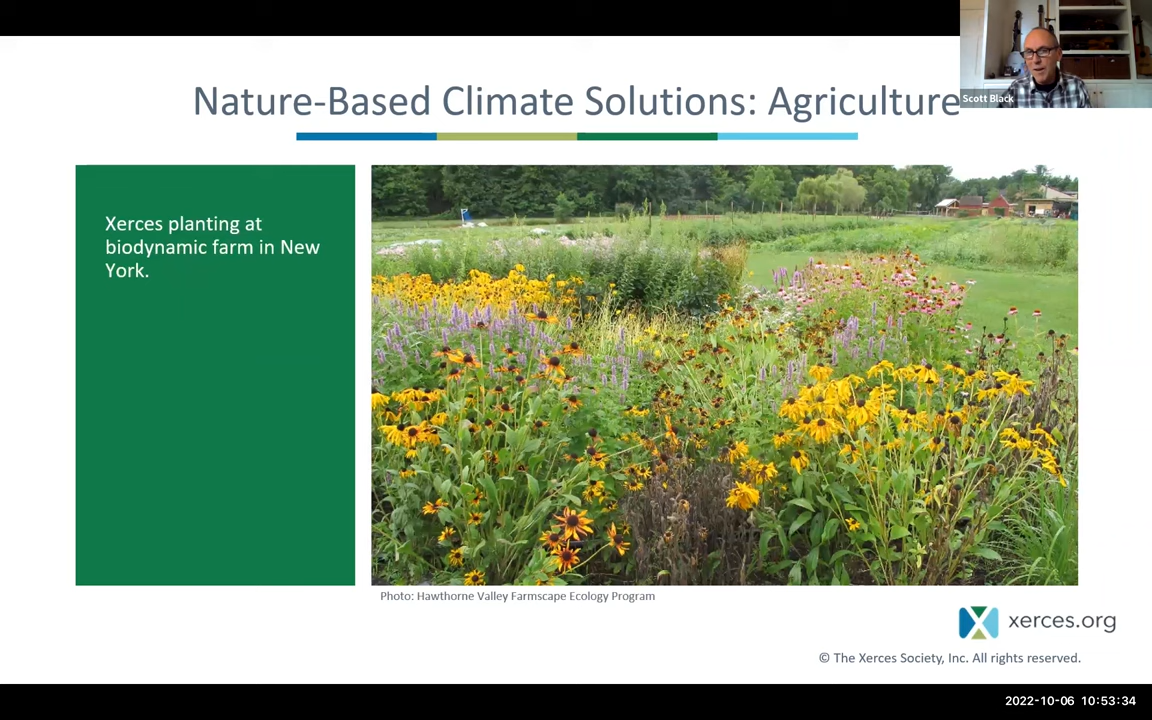 Nature-Based Climate Solutions: Agriculture
Scott Black
Xerces planting at
biodynamic farm in New
York.
Photo: Hawthorne Valley Farmscape Ecology Program
xerces.org
© The Xerces Society, Inc. All rights reserved.
2022-10-06 10:53:34